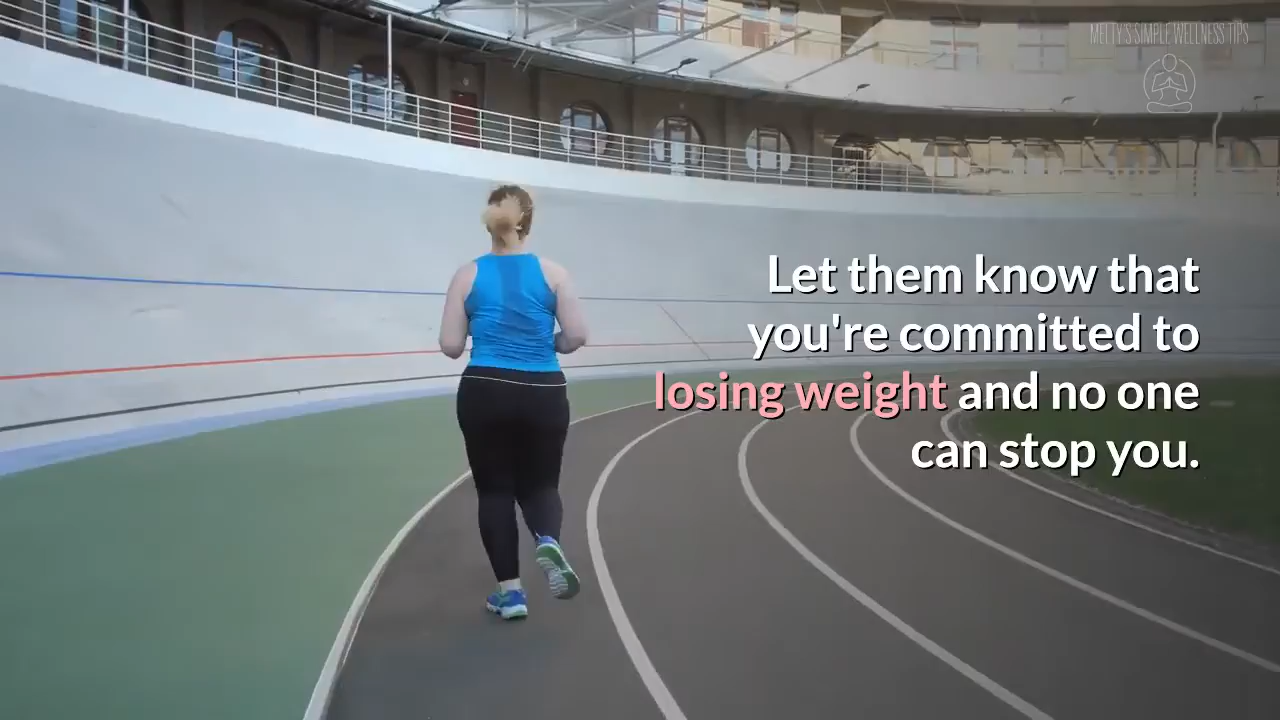 MELTY'S SIMPLE WELLNESS TIPS
Let them know that
you're committed to
losing weight and no one
can stop you.